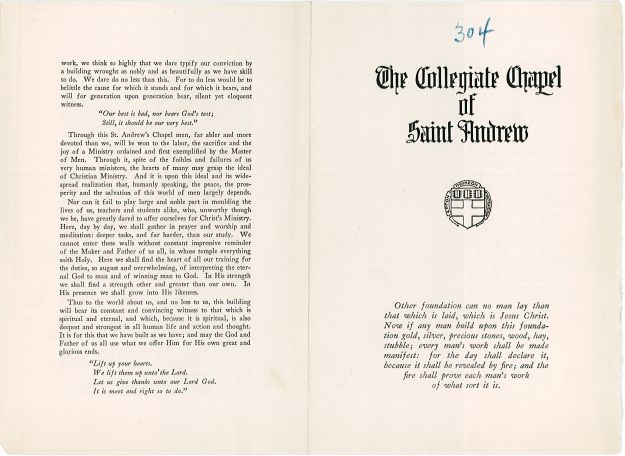 work, we think so highly that we dare typify our conviction by
a building wrought as nobly and as beautifully as we have skill
to do. We dare do no less than this. For to do less would be to
belittle the cause for which it stands and for which it bears, and
will for generation upon generation bear, silent yet eloquent
witness.
"Our best is bad, nor bears God's test;
Still, it should be our very best."
Through this St. Andrew's Chapel men, far abler and more
devoted than we, will be won to the labor, the sacrifice and the
joy of a Ministry ordained and first exemplified by the Master
of Men. Through it, spite of the foibles and failures of us
very human ministers, the hearts of many may grasp the ideal
of Christian Ministry. And it is upon this ideal and its wide-
spread realization that, humanly speaking, the peace, the pros-
perity and the salvation of this world of men largely depends.
Nor can it fail to play large and noble part in moulding the
lives of us, teachers and students alike, who, unworthy though
we be, have greatly dared to offer ourselves for Christ's Ministry.
Here, day by day, we shall gather in prayer and worship and
meditation: deeper tasks, and far harder, than our study. We
cannot enter these walls without constant impressive reminder
of the Maker and Father of us all, in whose temple everything
saith Holy. Here we shall find the heart of all our training for
the duties, so august and overwhelming, of interpreting the eter-
nal God to man and of winning man to God. In His strength
we shall find a strength other and greater than our own. In
His presence we shall grow into His likeness.
Thus to the world about us, and no less to us, this building
will bear its constant and convincing witness to that which is
spiritual and eternal, and which, because it is spiritual, is also
deepest and strongest in all human life and action and thought.
It is for this that we have built as we have; and may the God and
Father of us all use what we offer Him for His own great and
glorious ends.
"Lift up your hearts.
We lift them up unto the Lord.
Let us give thanks unto our Lord God.
It is meet and right so to do."
304
The Collegiate Chapel
of
Saint Andrew
Other foundation can no man lay than
that which is laid, which is Jesus Christ.
Now if any man build upon this founda-
tion gold, silver, precious stones, wood, hay,
stubble; every man's work shall be made
manifest: for the day shall declare it,
because it shall be revealed by fire; and the
fire shall prove each man's work
of what sort it is.